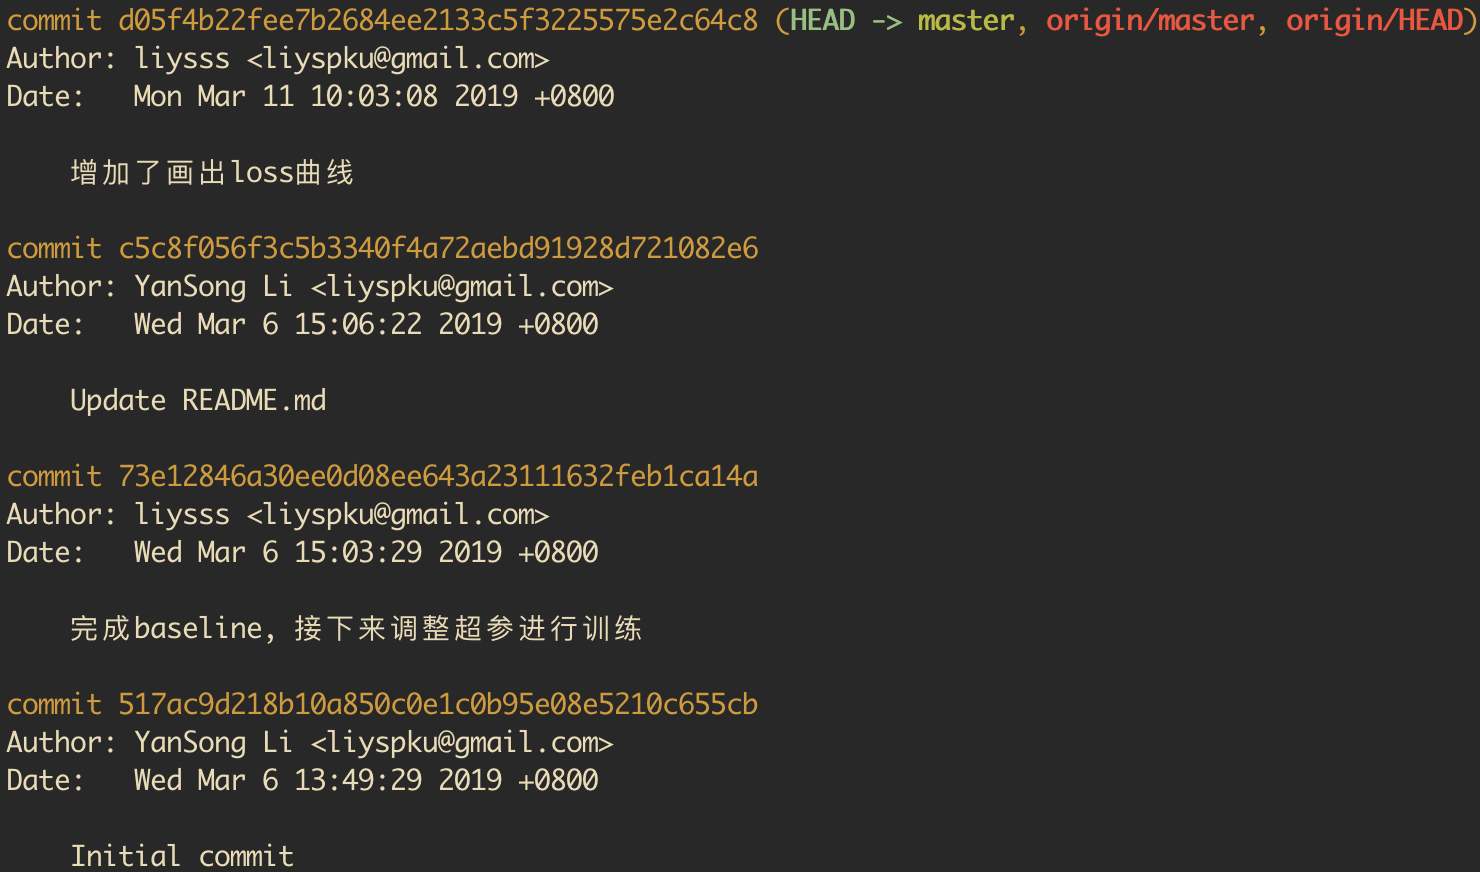 commit d05f4b22fee7b2684ee2133c5f3225575e2c64c8 (HEAD -> master, origin/master, origin/HEAD)
Author: liysss <liyspku@gmail.com>
Date:   Mon Mar 11 10:03:08 2019 +0800
增加了画出loss曲线
commit c5c8f056f3c5b3340f4a72aebd91928d721082e6
Author: YanSong Li <liyspku@gmail.com>
Date:   Wed Mar 6 15:06:22 2019 +0800
Update README.md
commit 73e12846a30ee0d08ee643a23111632feb1ca14a
Author: liysss <liyspku@gmail.com>
Date:   Wed Mar 6 15:03:29 2019 +0800
完成baseline, 接下来调整超参进行训练
commit 517ac9d218b10a850c0e1c0b95e08e5210c655cb
Author: YanSong Li <liyspku@gmail.com>
Date:   Wed Mar 6 13:49:29 2019 +0800
Initial commit